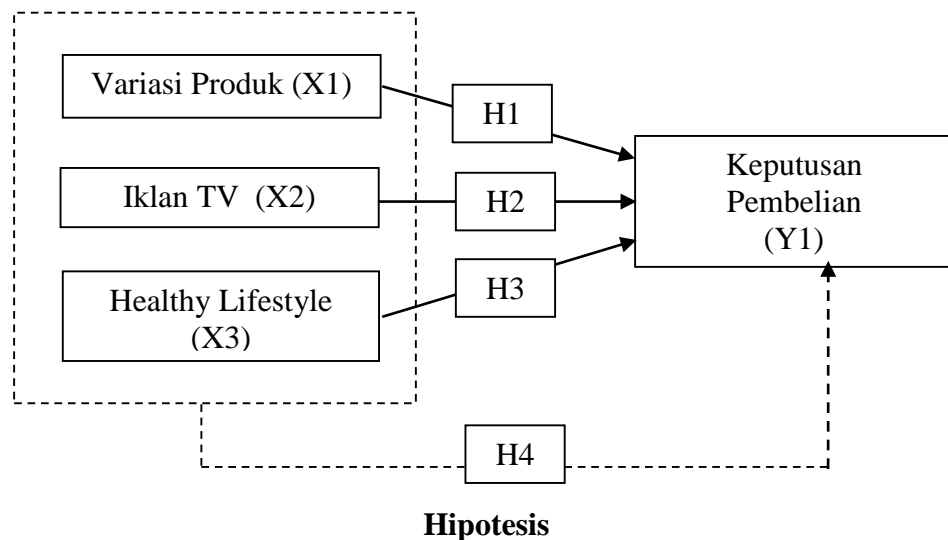 Variasi Produk (X1)
H1
Iklan TV (X2)
H2
Keputusan
Pembelian
(Y1)
Healthy Lifestyle
(X3)
H3
H4
Hipotesis